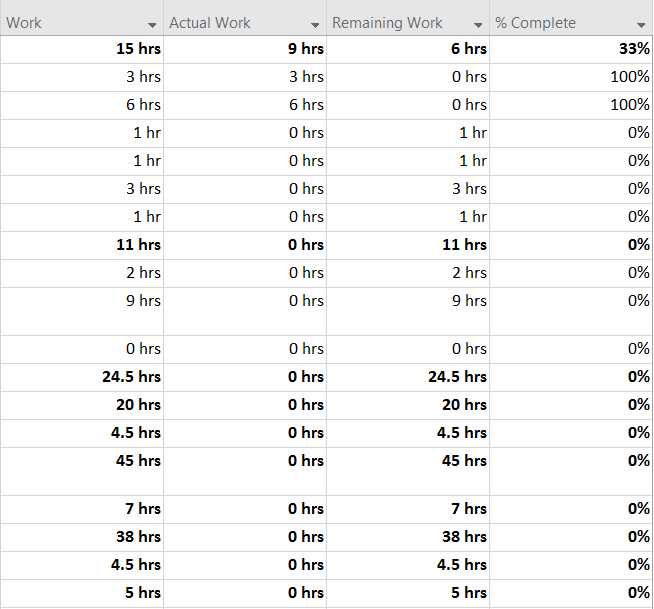 Work Actual Work Remaining Work % Complete
15 hrs 9 hrs 6 hrs 33%
3 hrs 3 hrs 0 hrs 100%
6 hrs 6 hrs 0 hrs 100%
1 hr 0 hrs 1 hr 0%
1 hr 0 hrs 1 hr 0%
3 hrs 0 hrs 3 hrs 0%
1 hr 0 hrs 1 hr 0%
11 hrs 0 hrs 11 hrs 0%
2 hrs 0 hrs 2 hrs 0%
9 hrs 0 hrs 9 hrs 0%
0 hrs 0 hrs 0 hrs 0%
24.5 hrs 0 hrs 24.5 hrs 0%
20 hrs 0 hrs 20 hrs 0%
4.5 hrs 0 hrs 4.5 hrs 0%
45 hrs 0 hrs 45 hrs 0%
7 hrs 0 hrs 7 hrs 0%
38 hrs 0 hrs 38 hrs 0%
4.5 hrs 0 hrs 4.5 hrs 0%
5 hrs 0 hrs 5 hrs 0%